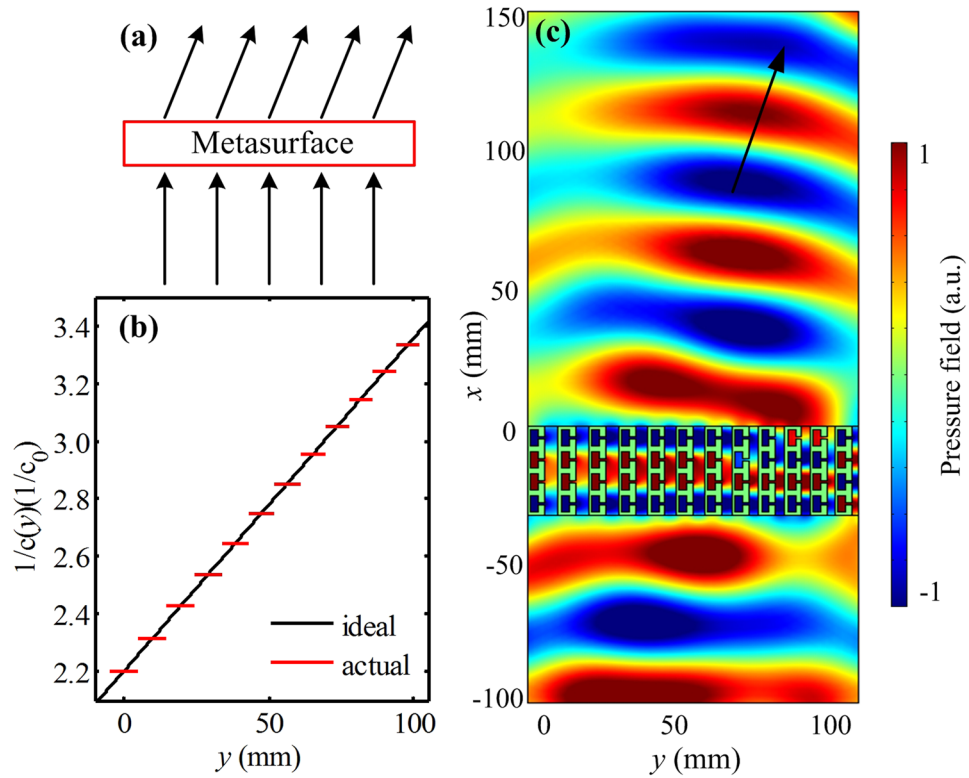 (a)
Metasurface
(b)
3.4
3.2
3.0
2.8
2.6
2.4
2.2
1/c(y)(1/c₀)
ideal
actual
0
50
100
y (mm)
(c)
150
100
50
0
-50
-100
x (mm)
0
50
100
y (mm)
1
-1
Pressure field (a.u.)